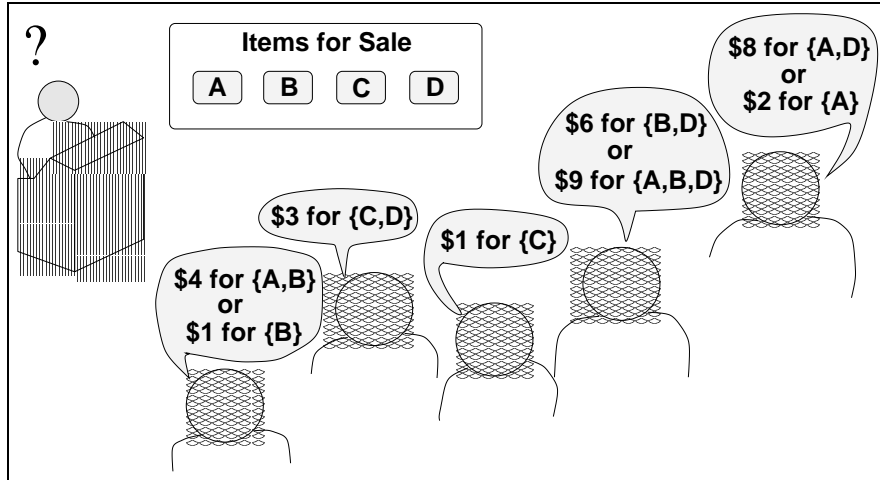 ?
Items for Sale
A B C D
$8 for {A,D}
or
$2 for {A}
$6 for {B,D}
or
$9 for {A,B,D}
$3 for {C,D}
$1 for {C}
$4 for {A,B}
or
$1 for {B}